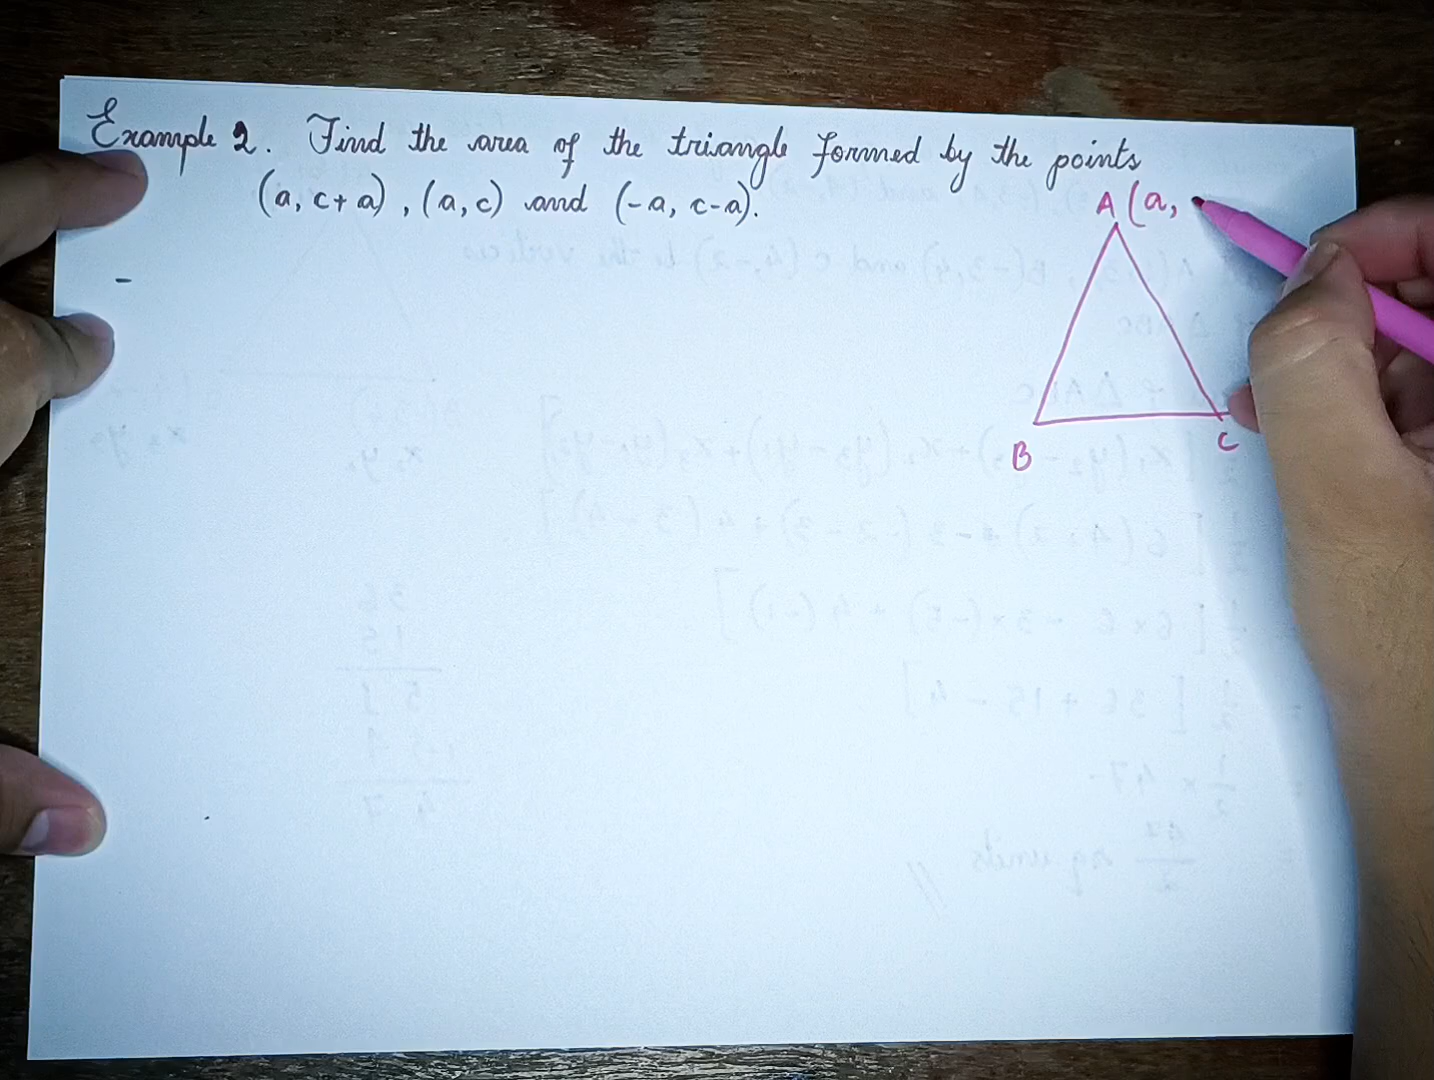 Example 2. Find the area of the triangle formed by the points
(a, c+a), (a, c) and (-a, c-a).
A (a,
B
C